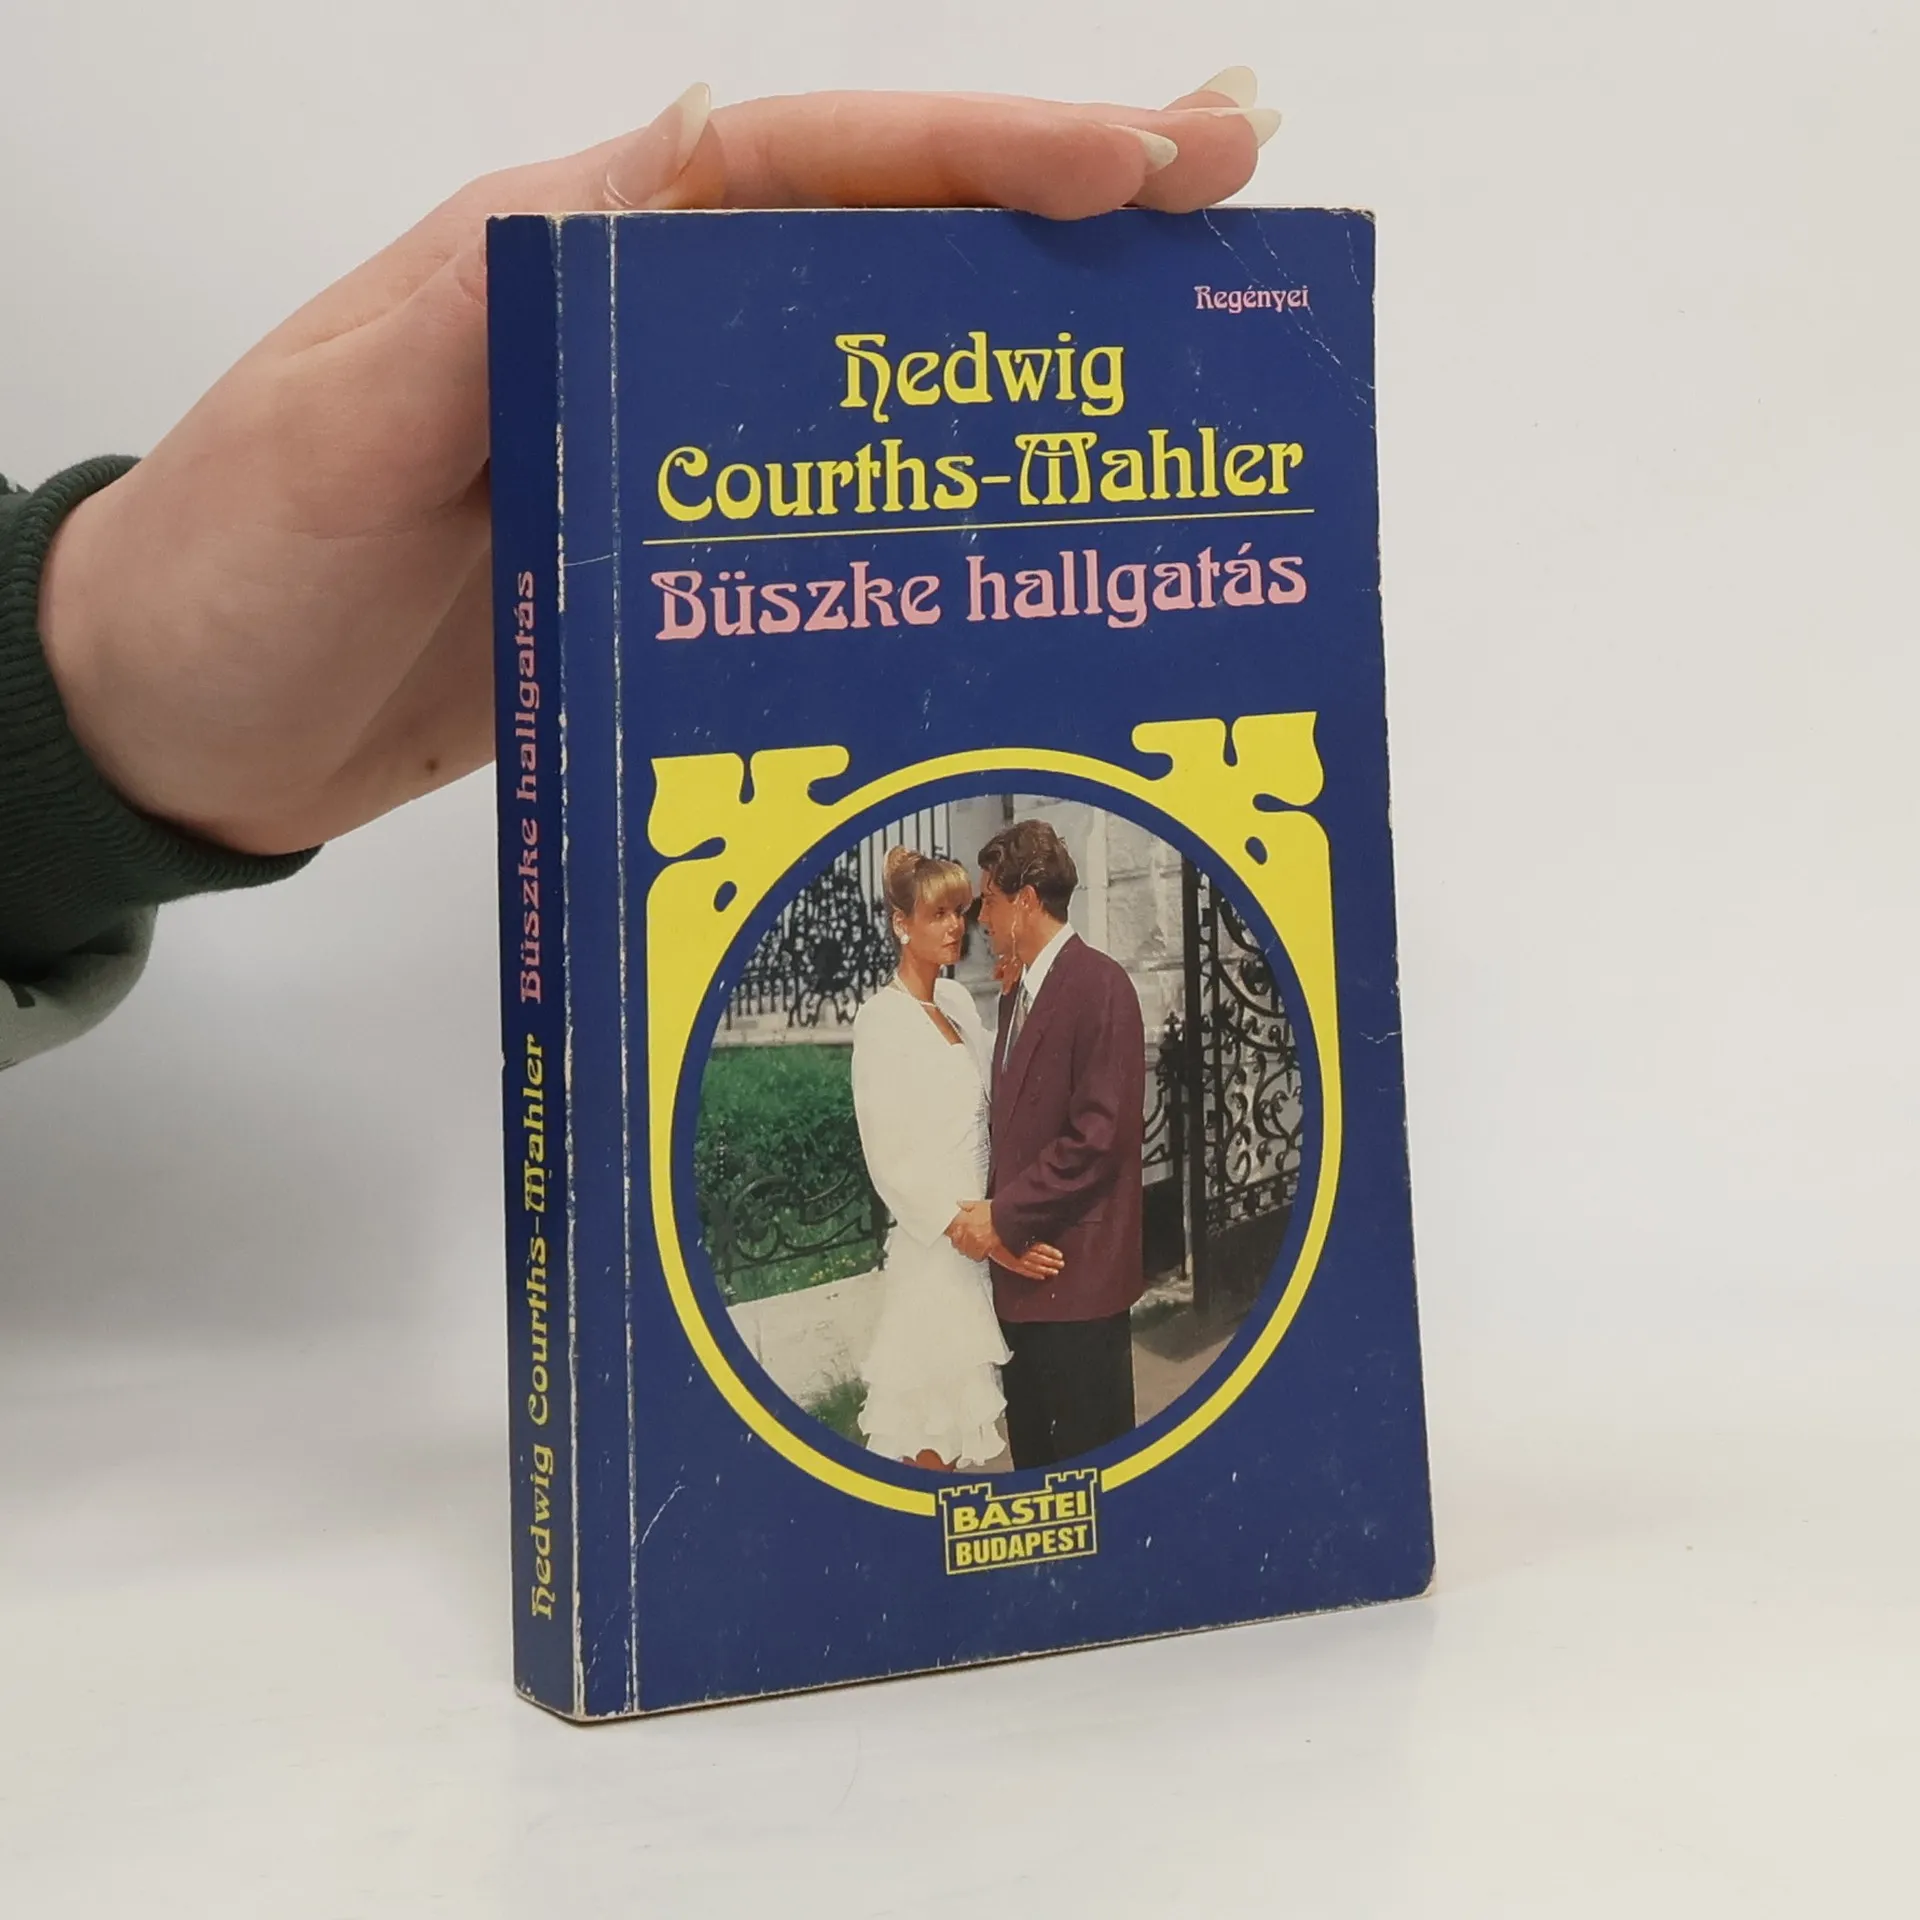 Regényei
Hedwig
Courths-Mahler
Büszke hallgatás
BASTEI
BUDAPEST
Hedwig Courths-Mahler Büszke hallgatás